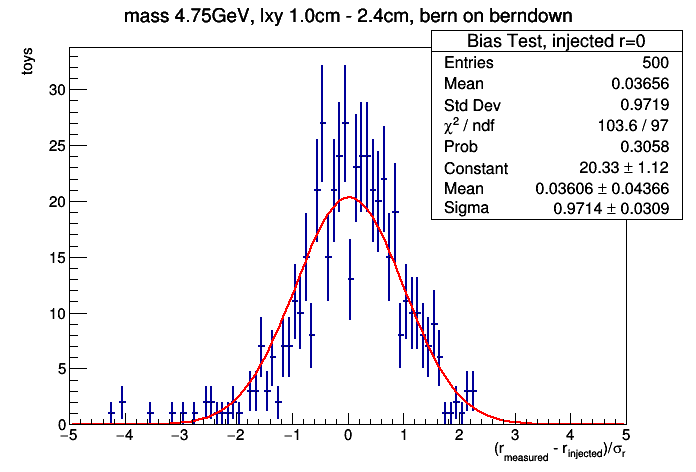 mass 4.75GeV, lxy 1.0cm - 2.4cm, bern on berndown
toys
Bias Test, injected r=0
Entries 500
Mean 0.03656
Std Dev 0.9719
χ² / ndf 103.6 / 97
Prob 0.3058
Constant 20.33 ± 1.12
Mean 0.03606 ± 0.04366
Sigma 0.9714 ± 0.0309
30
25
20
15
10
5
0
−5 −4 −3 −2 −1 0 1 2 3 4 5
(r_measured - r_injected)/σ_r